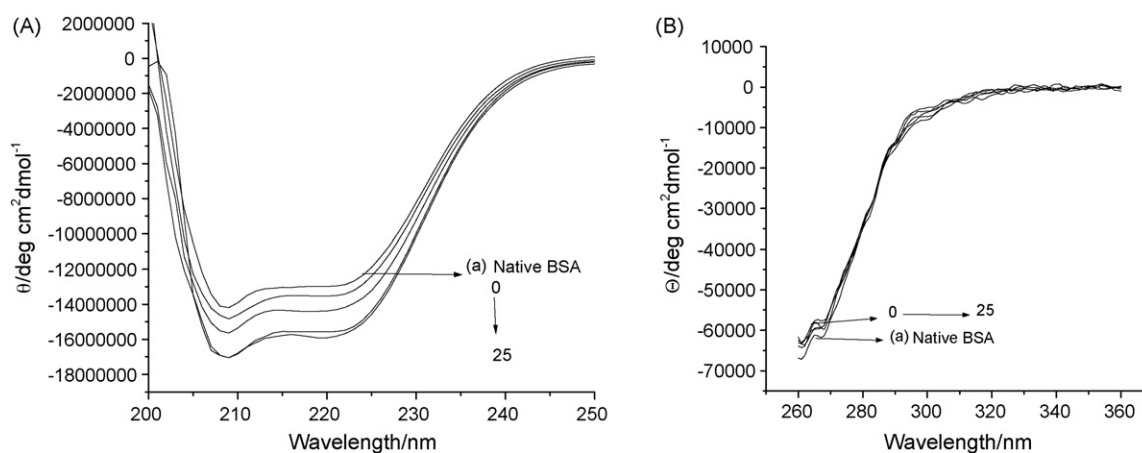 (A)
θ/deg cm²dmol⁻¹
2000000
0
-2000000
-4000000
-6000000
-8000000
-10000000
-12000000
-14000000
-16000000
-18000000
(a) Native BSA
0
25
200 210 220 230 240 250
Wavelength/nm
(B)
Θ/deg cm²dmol⁻¹
10000
0
-10000
-20000
-30000
-40000
-50000
-60000
-70000
0 25
(a) Native BSA
260 280 300 320 340 360
Wavelength/nm